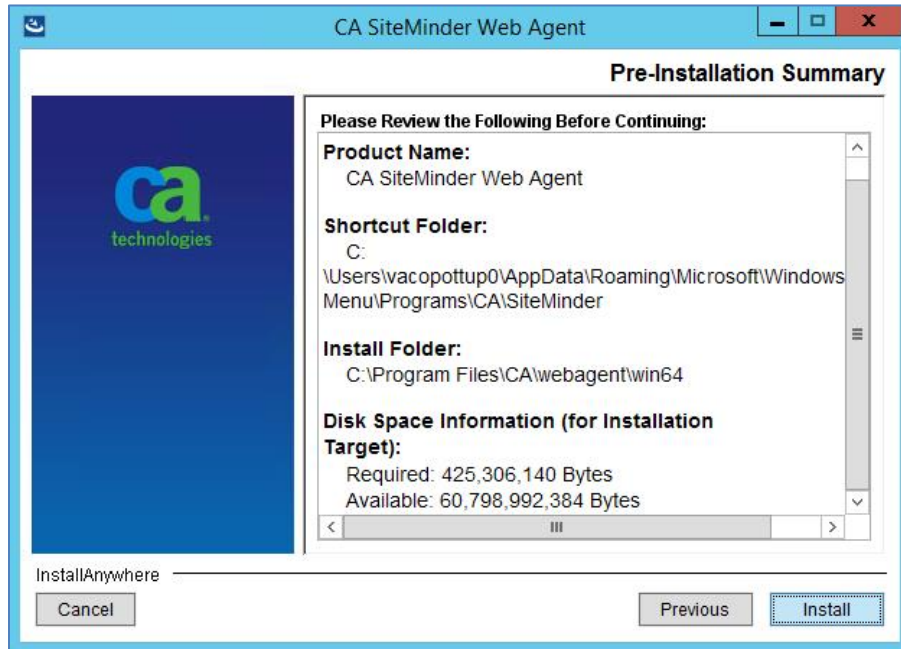 CA SiteMinder Web Agent
Pre-Installation Summary
ca
technologies
Please Review the Following Before Continuing:
Product Name:
CA SiteMinder Web Agent
Shortcut Folder:
C:
\Users\vacopottup0\AppData\Roaming\Microsoft\Windows
Menu\Programs\CA\SiteMinder
Install Folder:
C:\Program Files\CA\webagent\win64
Disk Space Information (for Installation
Target):
Required: 425,306,140 Bytes
Available: 60,798,992,384 Bytes
InstallAnywhere
Cancel
Previous
Install